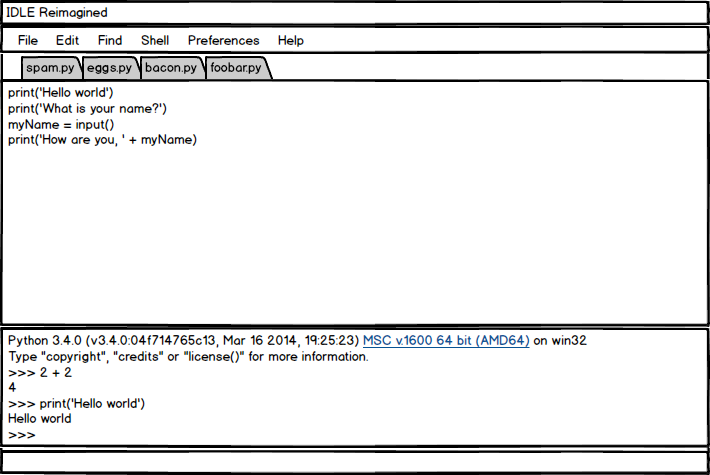 IDLE Reimagined
File Edit Find Shell Preferences Help
spam.py eggs.py bacon.py foobar.py
print('Hello world')
print('What is your name?')
myName = input()
print('How are you, ' + myName)
Python 3.4.0 (v3.4.0:04f714765c13, Mar 16 2014, 19:25:23) MSC v.1600 64 bit (AMD64) on win32
Type "copyright", "credits" or "license()" for more information.
>>> 2 + 2
4
>>> print('Hello world')
Hello world
>>>